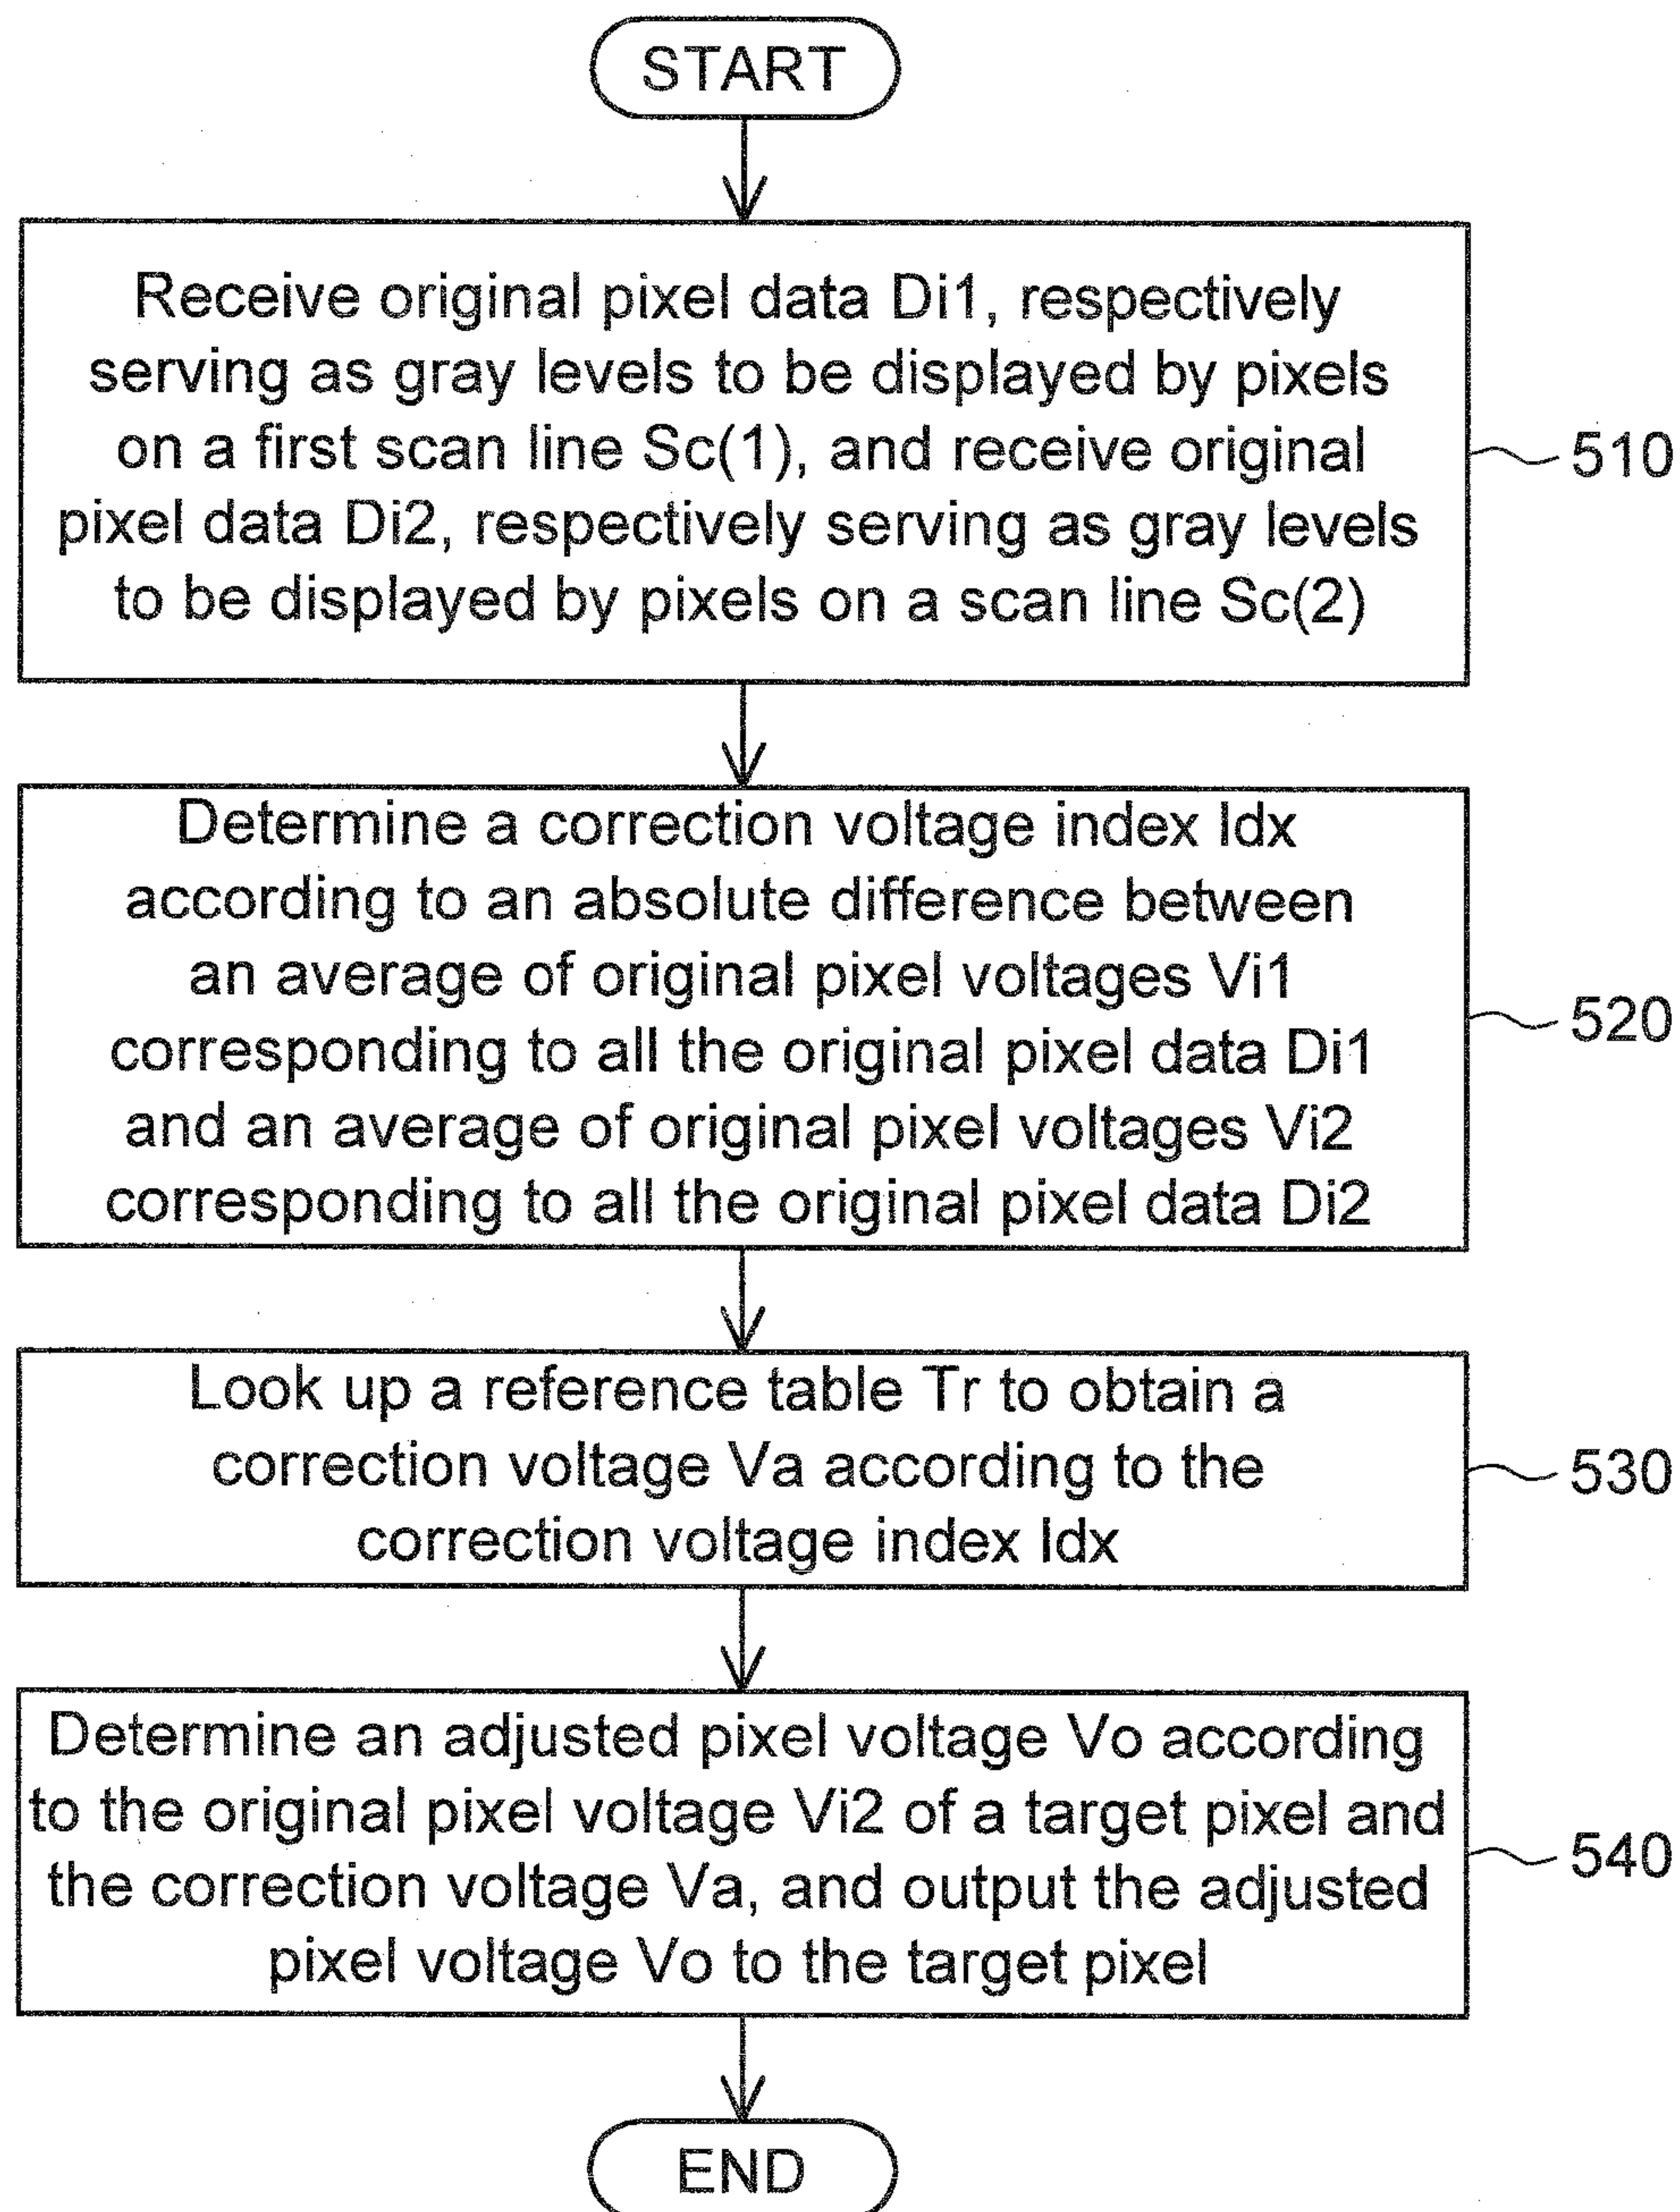 START
Receive original pixel data Di1, respectively
serving as gray levels to be displayed by pixels
on a first scan line Sc(1), and receive original
pixel data Di2, respectively serving as gray levels
to be displayed by pixels on a scan line Sc(2)
510
Determine a correction voltage index Idx
according to an absolute difference between
an average of original pixel voltages Vi1
corresponding to all the original pixel data Di1
and an average of original pixel voltages Vi2
corresponding to all the original pixel data Di2
520
Look up a reference table Tr to obtain a
correction voltage Va according to the
correction voltage index Idx
530
Determine an adjusted pixel voltage Vo according
to the original pixel voltage Vi2 of a target pixel and
the correction voltage Va, and output the adjusted
pixel voltage Vo to the target pixel
540
END